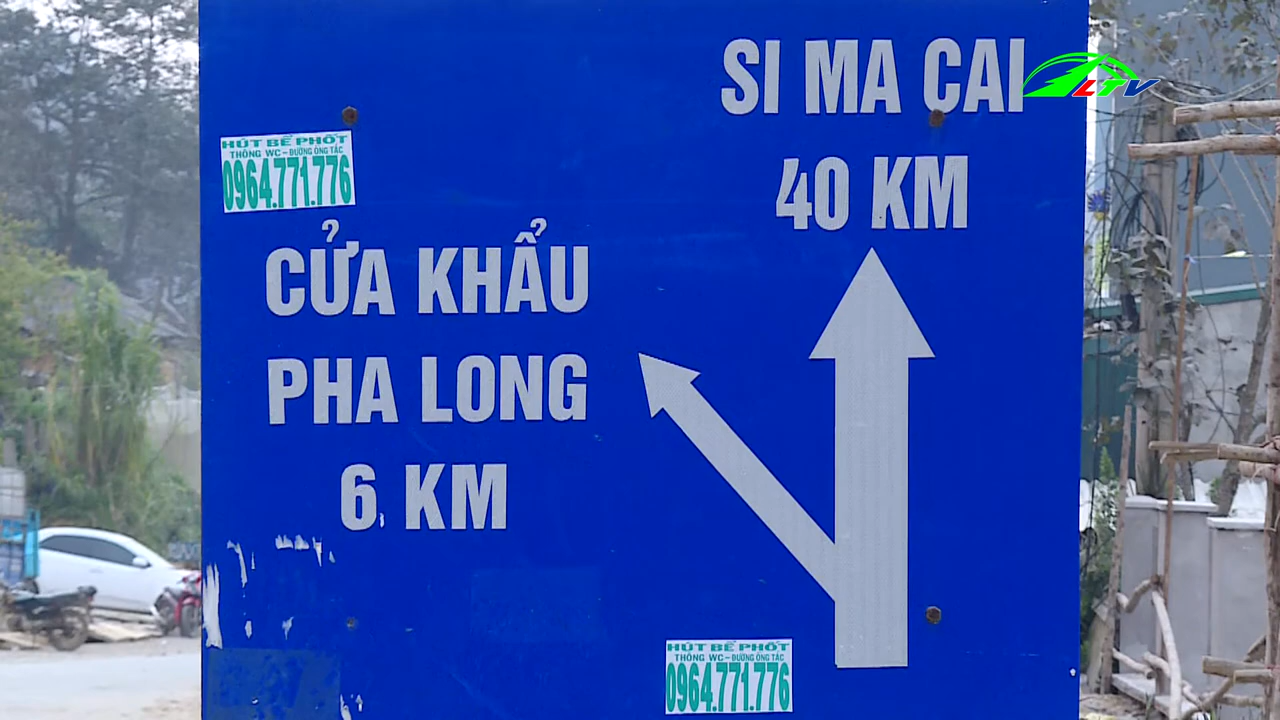 SI MA CAI
40 KM
LTV
HÚT BỂ PHỐT
THÔNG WC - ĐƯỜNG ỐNG TẮC
0964.771.776
CỬA KHẨU
PHA LONG
6 KM
HÚT BỂ PHỐT
THÔNG WC - ĐƯỜNG ỐNG TẮC
0964.771.776